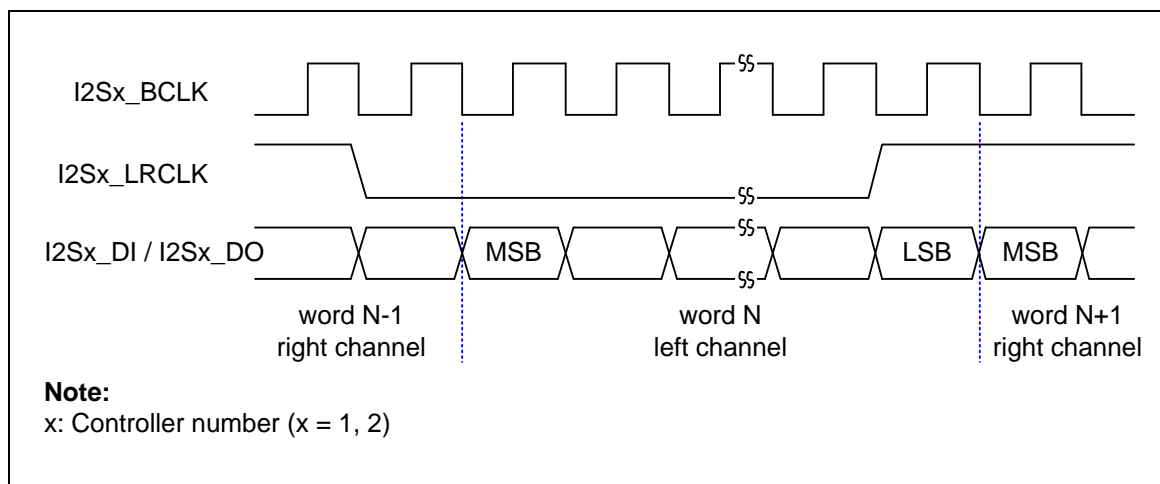 I2Sx_BCLK
I2Sx_LRCLK
I2Sx_DI / I2Sx_DO
MSB
LSB
MSB
word N-1
right channel
word N
left channel
word N+1
right channel
Note:
x: Controller number (x = 1, 2)